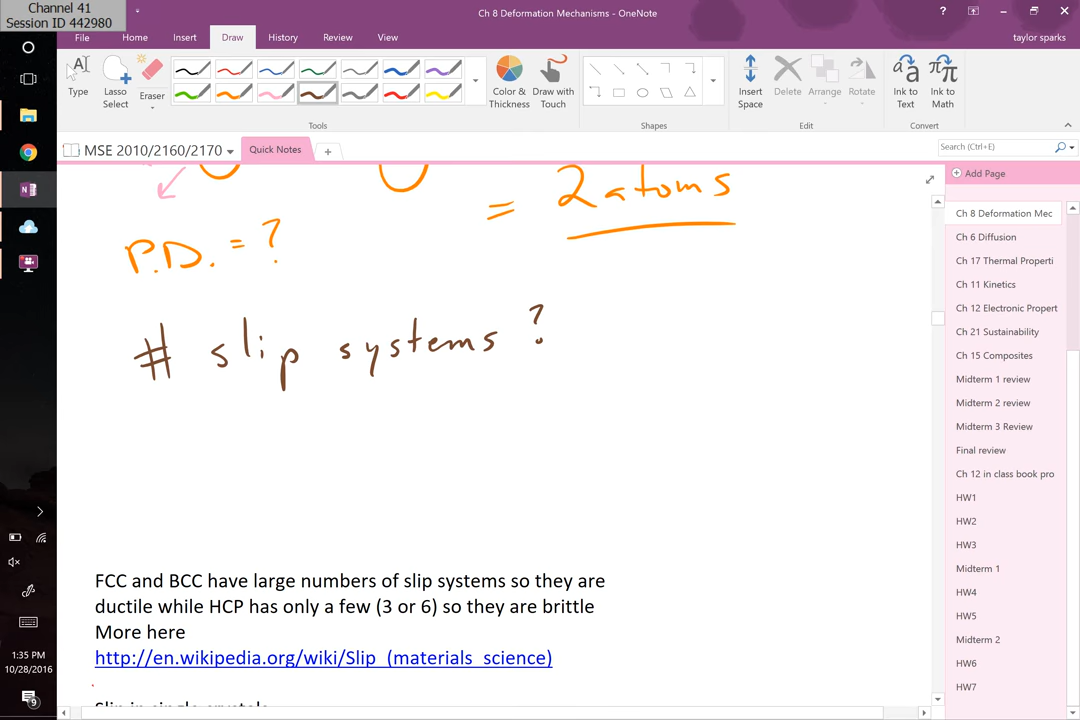 Channel 41
Session ID 442980
Ch 8 Deformation Mechanisms - OneNote
?
File
Home
Insert
Draw
History
Review
View
taylor sparks
Type
Lasso Select
Eraser
Color & Thickness
Draw with Touch
Insert Space
Delete
Arrange
Rotate
Ink to Text
Ink to Math
Tools
Shapes
Edit
Convert
MSE 2010/2160/2170
Quick Notes
Search (Ctrl+E)
= 2 atoms
P.D. = ?
# slip systems ?
FCC and BCC have large numbers of slip systems so they are
ductile while HCP has only a few (3 or 6) so they are brittle
More here
http://en.wikipedia.org/wiki/Slip_(materials_science)
Slip in single crystals
Add Page
Ch 8 Deformation Mec
Ch 6 Diffusion
Ch 17 Thermal Properti
Ch 11 Kinetics
Ch 12 Electronic Propert
Ch 21 Sustainability
Ch 15 Composites
Midterm 1 review
Midterm 2 review
Midterm 3 Review
Final review
Ch 12 in class book pro
HW1
HW2
HW3
Midterm 1
HW4
HW5
Midterm 2
HW6
HW7
1:35 PM
10/28/2016
9